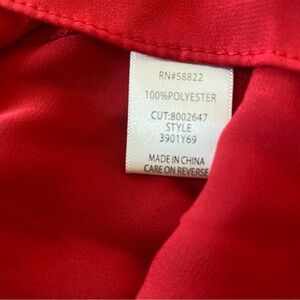 RN#58822
100%POLYESTER
CUT:8002647
STYLE
3901Y69
MADE IN CHINA
CARE ON REVERSE